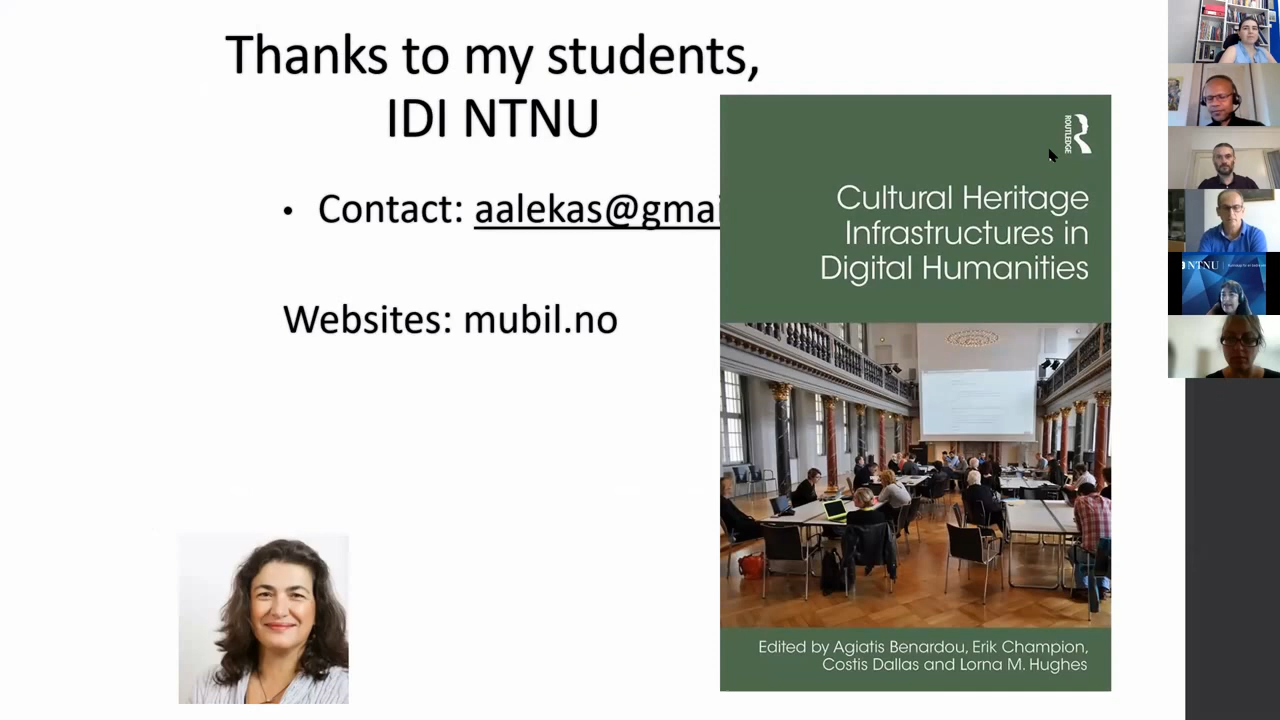 Thanks to my students,
IDI NTNU
• Contact: aalekas@gmai
Websites: mubil.no
ROUTLEDGE
Cultural Heritage
Infrastructures in
Digital Humanities
Edited by Agiatis Benardou, Erik Champion,
Costis Dallas and Lorna M. Hughes
NTNU